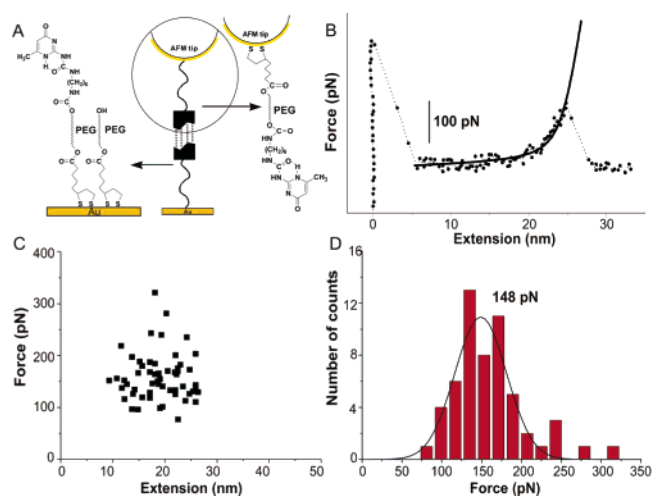 A
AFM tip
AFM tip
O
N
H₃C
N
H
N
O
NH
(CH₂)₆
NH
O
O
OH
PEG
PEG
O
O
O
O
S
S
S
S
Au
Au
S-S
O
O
PEG
O
O
HN
(CH₂)₆
HN
O
HN
H
N
N
CH₃
O
B
Force (pN)
100 pN
0
10
20
30
Extension (nm)
C
Force (pN)
400
300
200
100
0
0
10
20
30
40
50
Extension (nm)
D
Number of counts
16
12
8
4
0
148 pN
0
50
100
150
200
250
300
350
Force (pN)